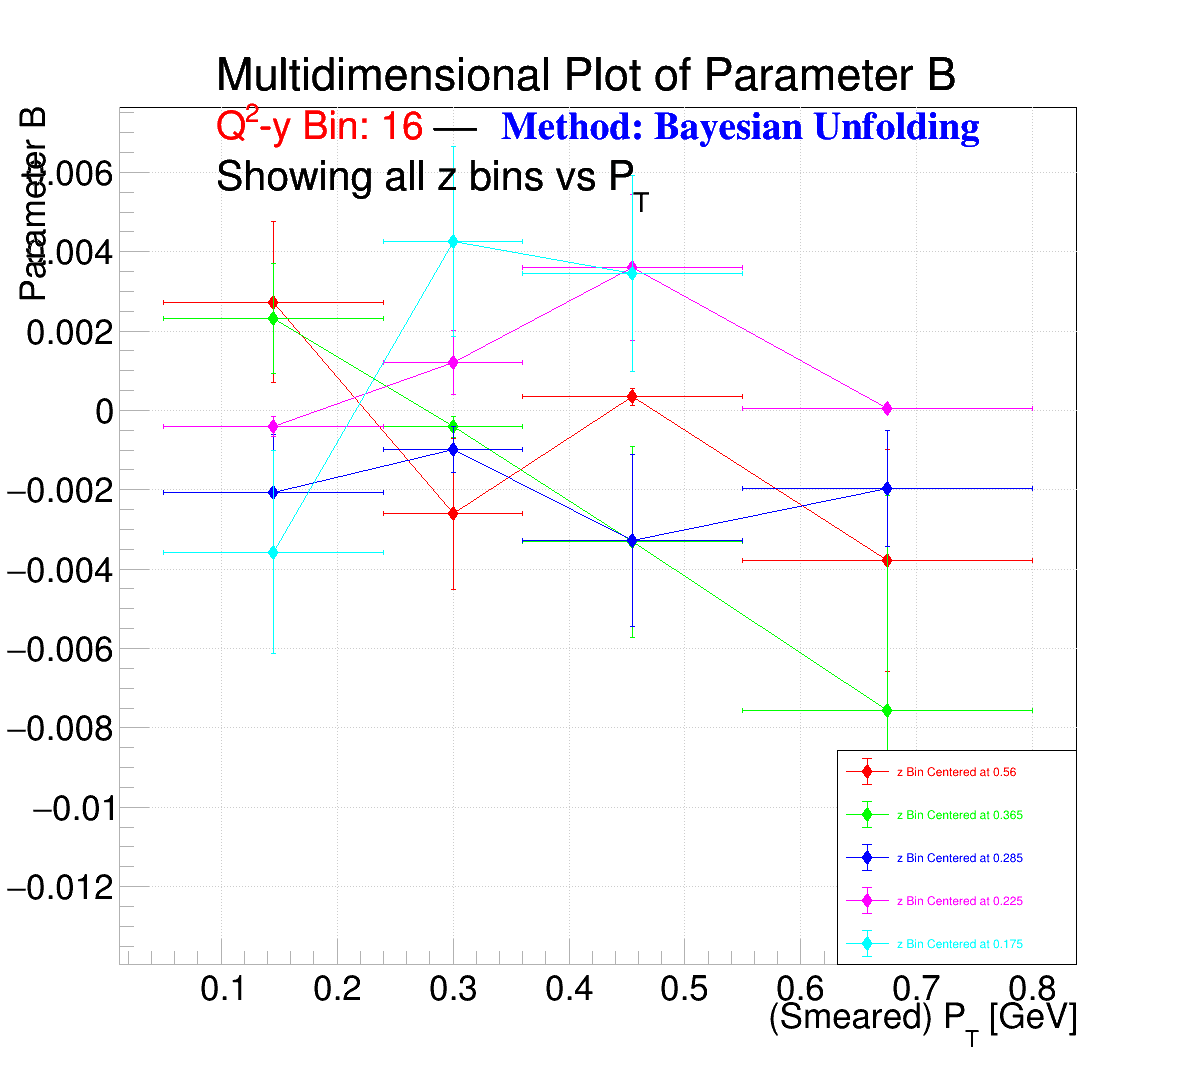 Multidimensional Plot of Parameter B
Q²-y Bin: 16 — Method: Bayesian Unfolding
Showing all z bins vs P_T
Parameter B
0.006
0.004
0.002
0
−0.002
−0.004
−0.006
−0.008
−0.01
−0.012
z Bin Centered at 0.56
z Bin Centered at 0.365
z Bin Centered at 0.285
z Bin Centered at 0.225
z Bin Centered at 0.175
0.1 0.2 0.3 0.4 0.5 0.6 0.7 0.8
(Smeared) P_T [GeV]